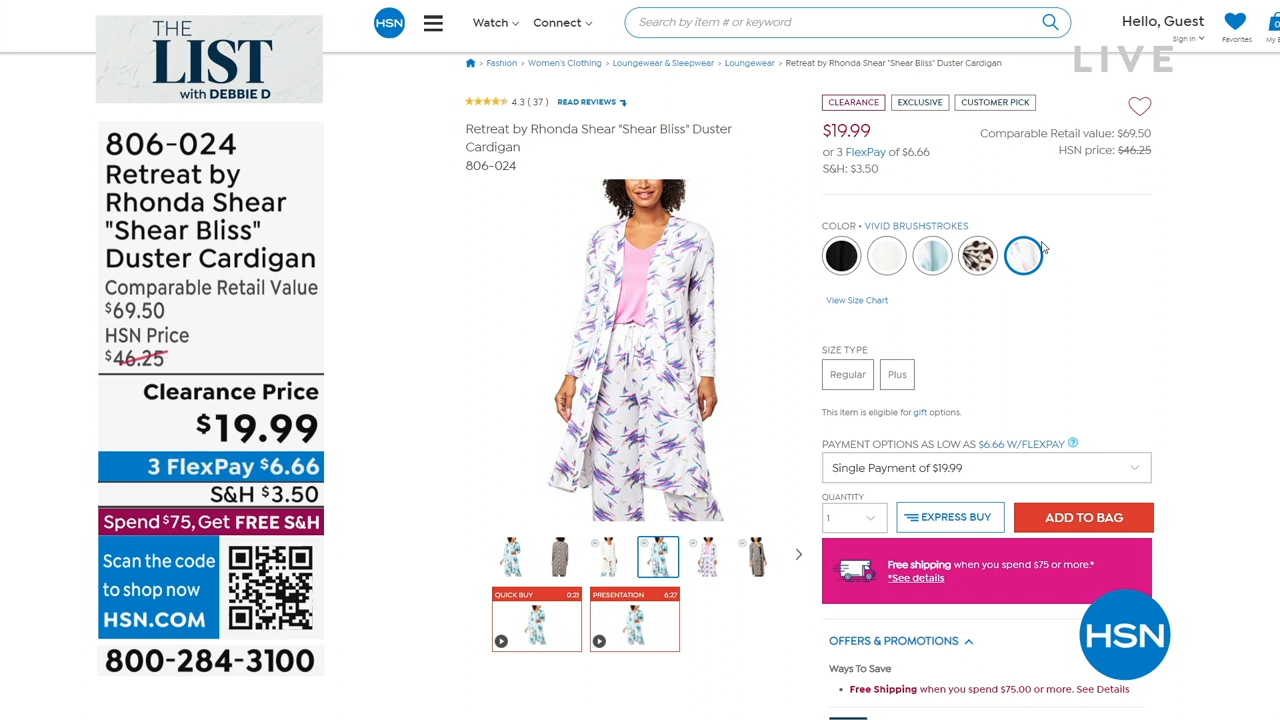 THE
LIST
with DEBBIE D
806-024
Retreat by
Rhonda Shear
"Shear Bliss"
Duster Cardigan
Comparable Retail Value
$69.50
HSN Price
$46.25
Clearance Price
$19.99
3 FlexPay $6.66
S&H $3.50
Spend $75, Get FREE S&H
Scan the code
to shop now
HSN.COM
800-284-3100
HSN
Watch
Connect
Search by item # or keyword
Hello, Guest
Sign In
Favorites
0
LIVE
> Fashion > Women's Clothing > Loungewear & Sleepwear > Loungewear > Retreat by Rhonda Shear "Shear Bliss" Duster Cardigan
4.3 ( 37 ) READ REVIEWS
Retreat by Rhonda Shear "Shear Bliss" Duster
Cardigan
806-024
QUICK BUY 0:21
PRESENTATION 6:27
CLEARANCE EXCLUSIVE CUSTOMER PICK
$19.99
or 3 FlexPay of $6.66
S&H: $3.50
Comparable Retail value: $69.50
HSN price: $46.25
COLOR • VIVID BRUSHSTROKES
View Size Chart
SIZE TYPE
Regular Plus
This item is eligible for gift options.
PAYMENT OPTIONS AS LOW AS $6.66 W/FLEXPAY ?
Single Payment of $19.99
QUANTITY
1
EXPRESS BUY
ADD TO BAG
Free shipping when you spend $75 or more.*
*See details
OFFERS & PROMOTIONS
HSN
Ways To Save
• Free Shipping when you spend $75.00 or more. See Details